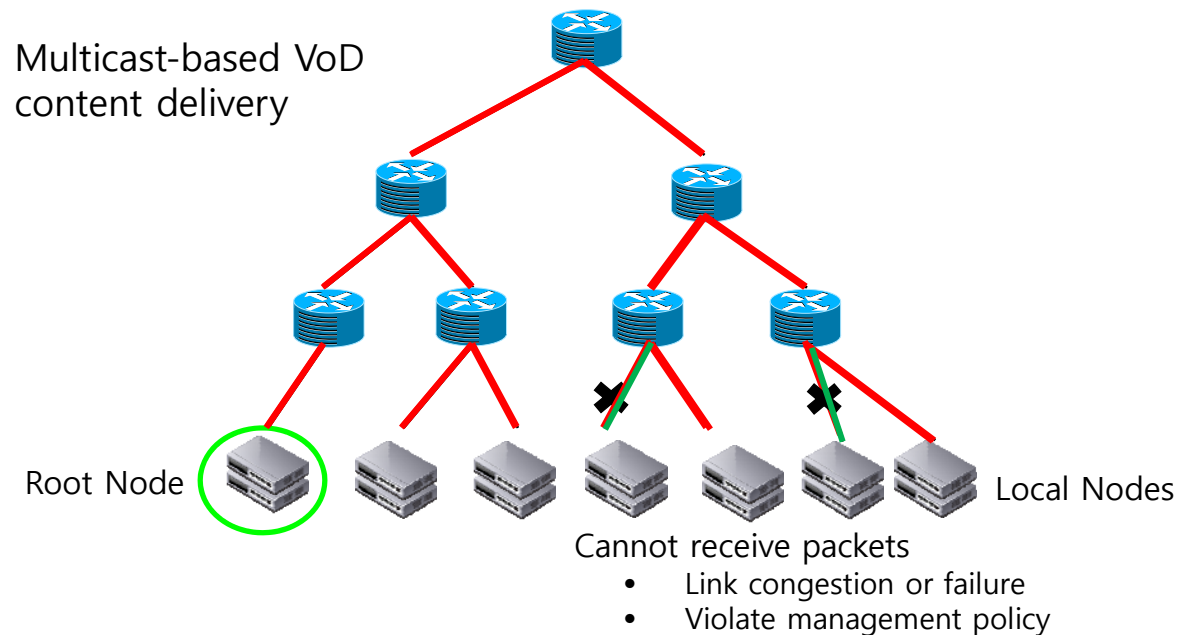 Multicast-based VoD
content delivery
Root Node
Local Nodes
Cannot receive packets
• Link congestion or failure
• Violate management policy